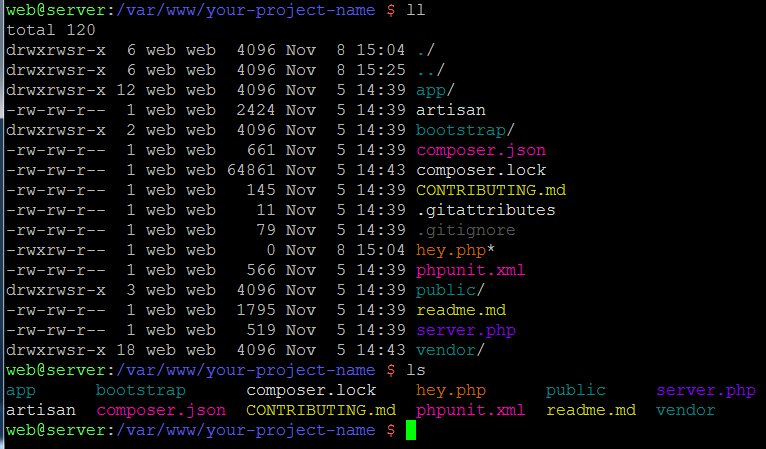 web@server:/var/www/your-project-name $ ll
total 120
drwxrwsr-x  6 web web  4096 Nov  8 15:04 ./
drwxrwsr-x  6 web web  4096 Nov  8 15:25 ../
drwxrwsr-x 12 web web  4096 Nov  5 14:39 app/
-rw-rw-r--  1 web web  2424 Nov  5 14:39 artisan
drwxrwsr-x  2 web web  4096 Nov  5 14:39 bootstrap/
-rw-rw-r--  1 web web   661 Nov  5 14:39 composer.json
-rw-rw-r--  1 web web 64861 Nov  5 14:43 composer.lock
-rw-rw-r--  1 web web   145 Nov  5 14:39 CONTRIBUTING.md
-rw-rw-r--  1 web web    11 Nov  5 14:39 .gitattributes
-rw-rw-r--  1 web web    79 Nov  5 14:39 .gitignore
-rwxrw-r--  1 web web     0 Nov  8 15:04 hey.php*
-rw-rw-r--  1 web web   566 Nov  5 14:39 phpunit.xml
drwxrwsr-x  3 web web  4096 Nov  5 14:39 public/
-rw-rw-r--  1 web web  1795 Nov  5 14:39 readme.md
-rw-rw-r--  1 web web   519 Nov  5 14:39 server.php
drwxrwsr-x 18 web web  4096 Nov  5 14:43 vendor/
web@server:/var/www/your-project-name $ ls
app      bootstrap      composer.lock    hey.php      public     server.php
artisan  composer.json  CONTRIBUTING.md  phpunit.xml  readme.md  vendor
web@server:/var/www/your-project-name $